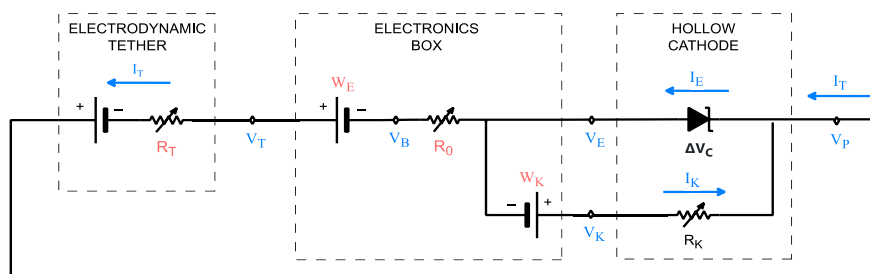 ELECTRODYNAMIC
TETHER
ELECTRONICS
BOX
HOLLOW
CATHODE
I_T
W_E
I_E
I_T
+ −
+ −
R_T
V_T
V_B
R_0
V_E
ΔV_C
V_P
W_K
I_K
− +
V_K
R_K